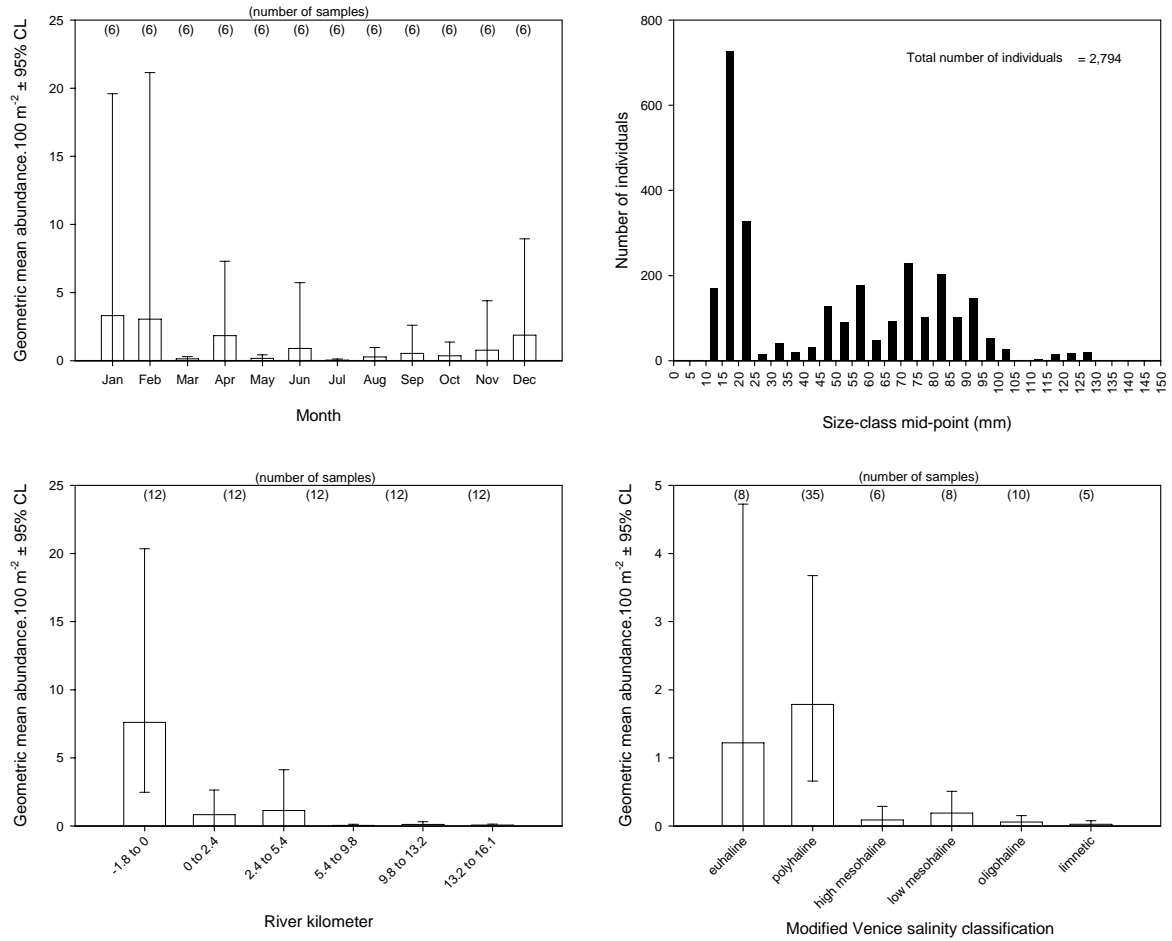 (number of samples)
25
(6) (6) (6) (6) (6) (6) (6) (6) (6) (6) (6) (6)
20
15
10
5
0
Geometric mean abundance.100 m⁻² ± 95% CL
Jan Feb Mar Apr May Jun Jul Aug Sep Oct Nov Dec
Month
800
Total number of individuals = 2,794
600
400
200
0
Number of individuals
0 5 10 15 20 25 30 35 40 45 50 55 60 65 70 75 80 85 90 95 100 105 110 115 120 125 130 135 140 145 150
Size-class mid-point (mm)
(number of samples)
25
(12) (12) (12) (12) (12)
20
15
10
5
0
Geometric mean abundance.100 m⁻² ± 95% CL
-1.8 to 0 0 to 2.4 2.4 to 5.4 5.4 to 9.8 9.8 to 13.2 13.2 to 16.1
River kilometer
(number of samples)
5
(8) (35) (6) (8) (10) (5)
4
3
2
1
0
Geometric mean abundance.100 m⁻² ± 95% CL
euhaline polyhaline high mesohaline low mesohaline oligohaline limnetic
Modified Venice salinity classification